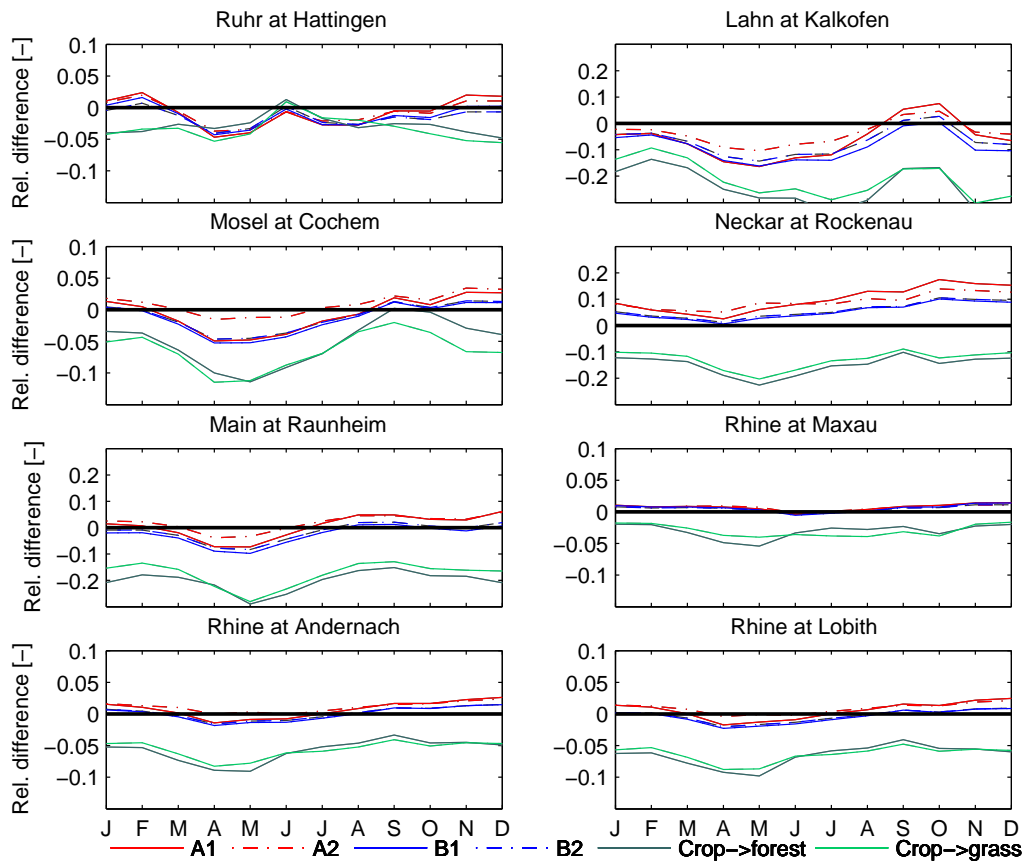 Ruhr at Hattingen
Lahn at Kalkofen
Rel. difference [−]
0.1
0.05
0
−0.05
−0.1
0.2
0.1
0
−0.1
−0.2
Mosel at Cochem
Neckar at Rockenau
Rel. difference [−]
0.1
0.05
0
−0.05
−0.1
0.2
0.1
0
−0.1
−0.2
Main at Raunheim
Rhine at Maxau
Rel. difference [−]
0.2
0.1
0
−0.1
−0.2
0.1
0.05
0
−0.05
−0.1
Rhine at Andernach
Rhine at Lobith
Rel. difference [−]
0.1
0.05
0
−0.05
−0.1
0.1
0.05
0
−0.05
−0.1
J F M A M J J A S O N D
J F M A M J J A S O N D
A1 A2 B1 B2 Crop−>forest Crop−>grass